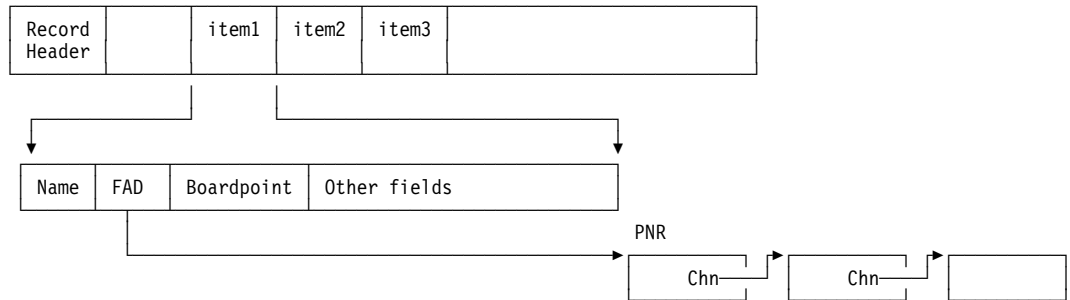 Record Header
item1
item2
item3
Name
FAD
Boardpoint
Other fields
PNR
Chn
Chn